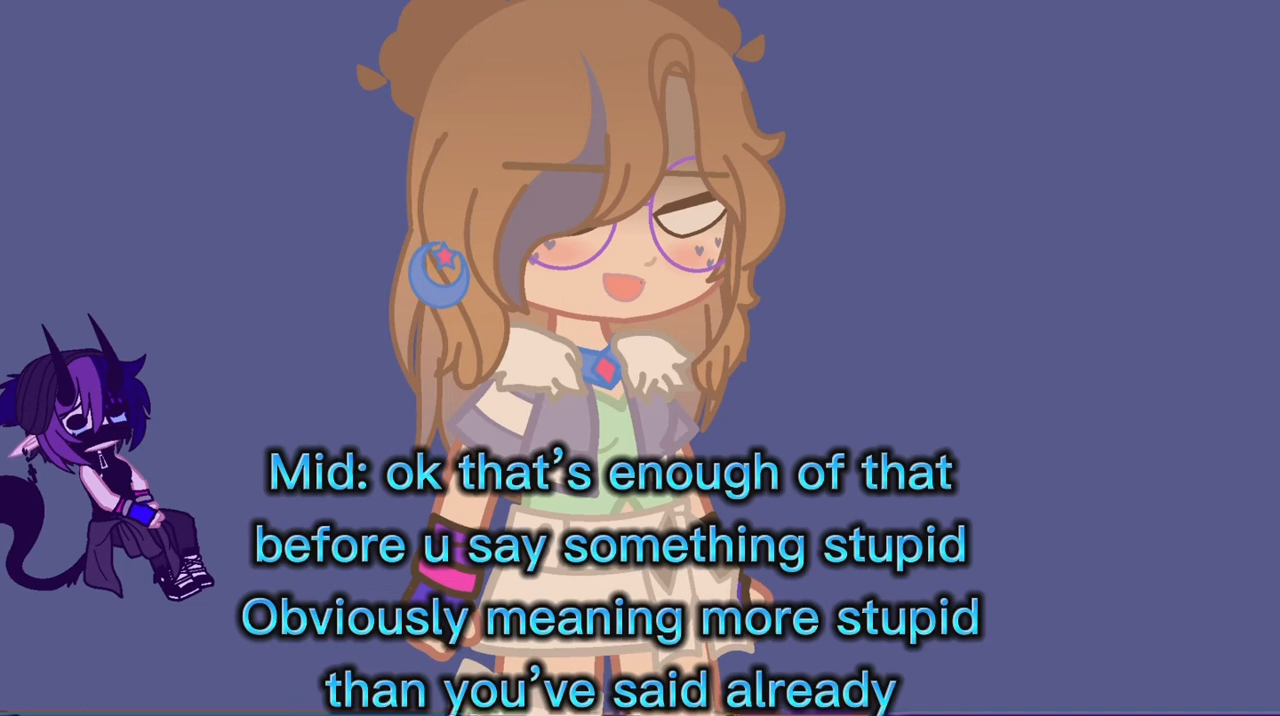 Mid: ok that’s enough of that
before u say something stupid
Obviously meaning more stupid
than you’ve said already